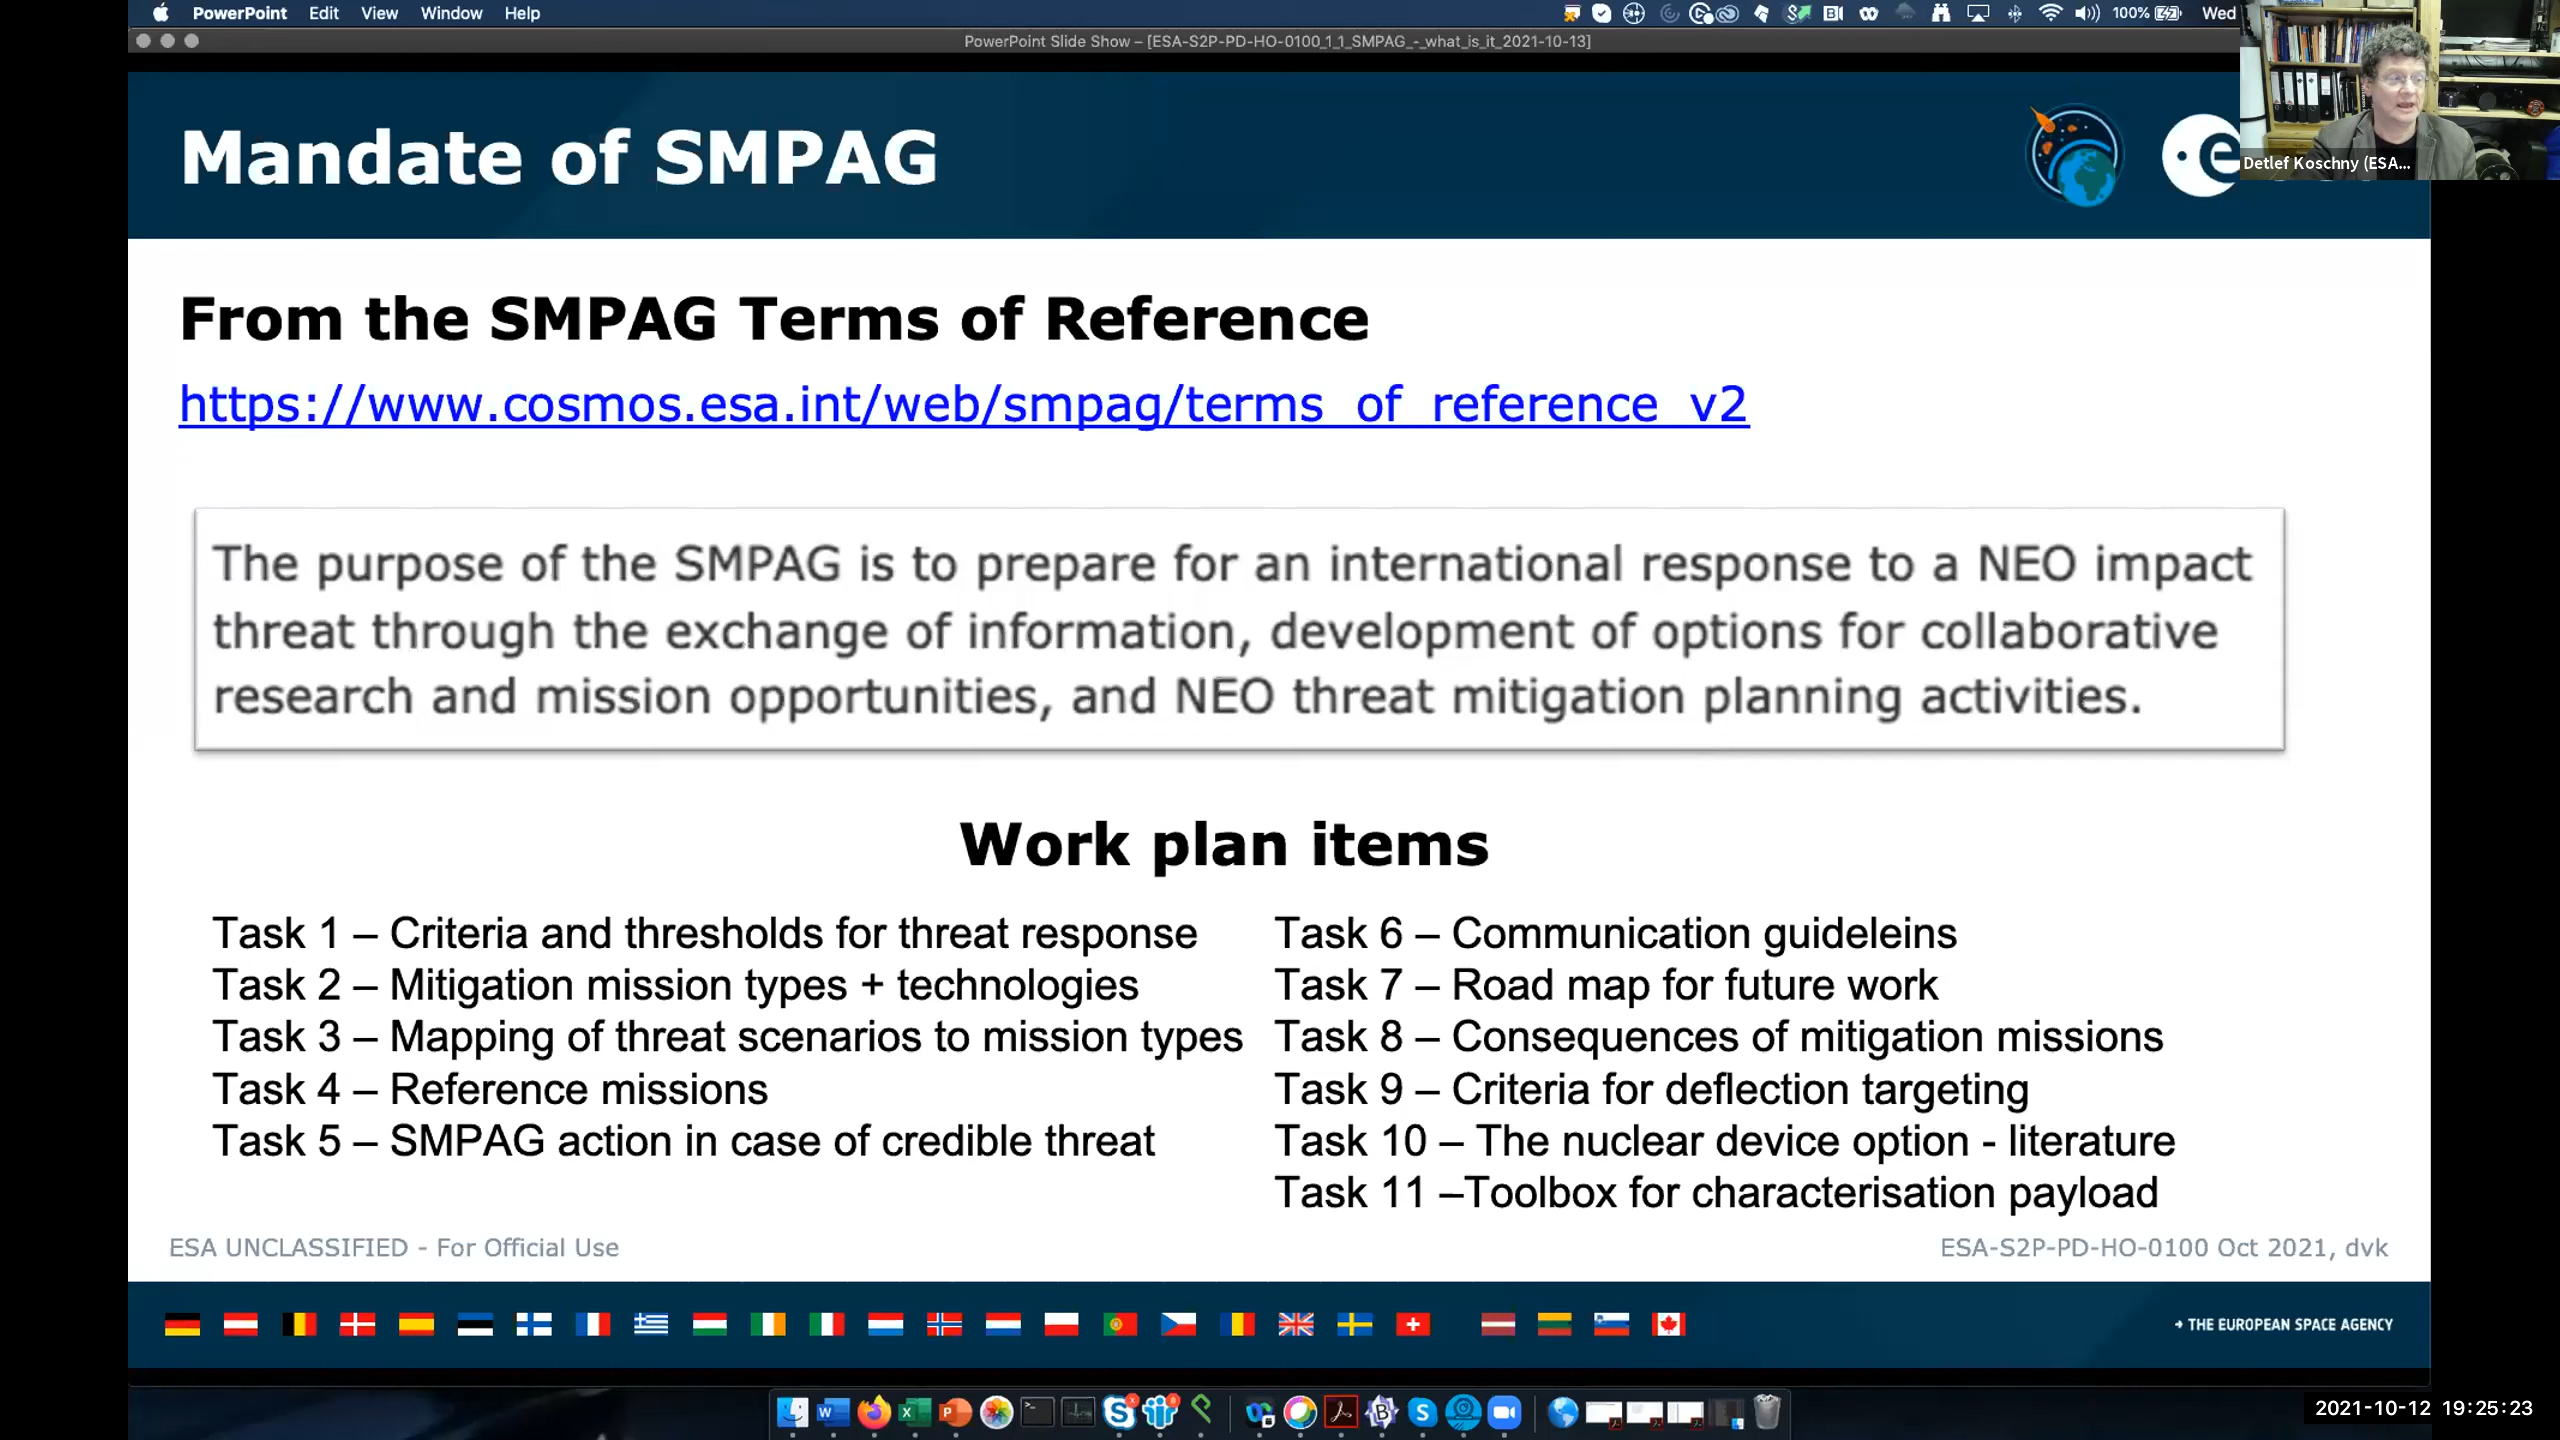 PowerPoint Edit View Window Help 100% Wed
PowerPoint Slide Show – [ESA-S2P-PD-HO-0100_1_1_SMPAG_-_what_is_it_2021-10-13]
Mandate of SMPAG
Detlef Koschny (ESA...
From the SMPAG Terms of Reference
https://www.cosmos.esa.int/web/smpag/terms_of_reference_v2
The purpose of the SMPAG is to prepare for an international response to a NEO impact
threat through the exchange of information, development of options for collaborative
research and mission opportunities, and NEO threat mitigation planning activities.
Work plan items
Task 1 – Criteria and thresholds for threat response
Task 2 – Mitigation mission types + technologies
Task 3 – Mapping of threat scenarios to mission types
Task 4 – Reference missions
Task 5 – SMPAG action in case of credible threat
Task 6 – Communication guideleins
Task 7 – Road map for future work
Task 8 – Consequences of mitigation missions
Task 9 – Criteria for deflection targeting
Task 10 – The nuclear device option - literature
Task 11 –Toolbox for characterisation payload
ESA UNCLASSIFIED - For Official Use
ESA-S2P-PD-HO-0100 Oct 2021, dvk
→ THE EUROPEAN SPACE AGENCY
2021-10-12 19:25:23